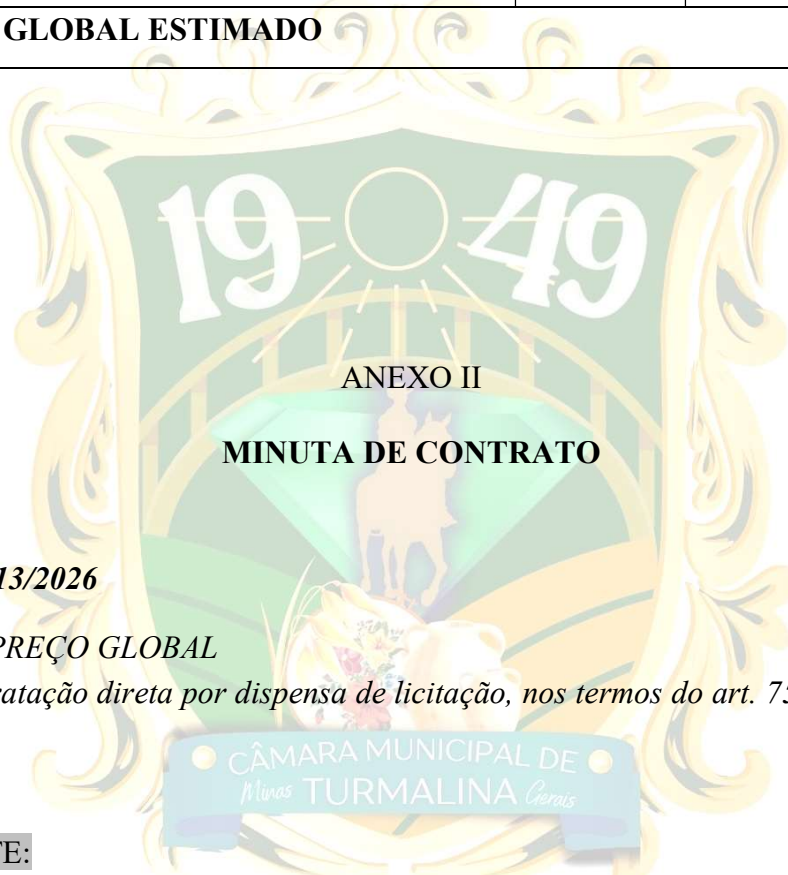 GLOBAL ESTIMADO
19 49
ANEXO II
MINUTA DE CONTRATO
13/2026
PREÇO GLOBAL
ratação direta por dispensa de licitação, nos termos do art. 75
CÂMARA MUNICIPAL DE
Minas TURMALINA Gerais
TE: